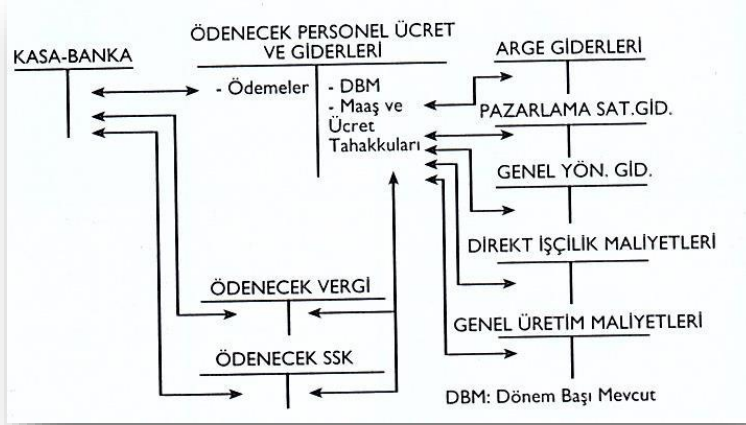 KASA-BANKA
ÖDENECEK PERSONEL ÜCRET
VE GİDERLERİ
- Ödemeler
- DBM
- Maaş ve
Ücret
Tahakkuları
ARGE GİDERLERİ
PAZARLAMA SAT.GİD.
GENEL YÖN. GİD.
DİREKT İŞÇİLİK MALİYETLERİ
GENEL ÜRETİM MALİYETLERİ
ÖDENECEK VERGİ
ÖDENECEK SSK
DBM: Dönem Başı Mevcut